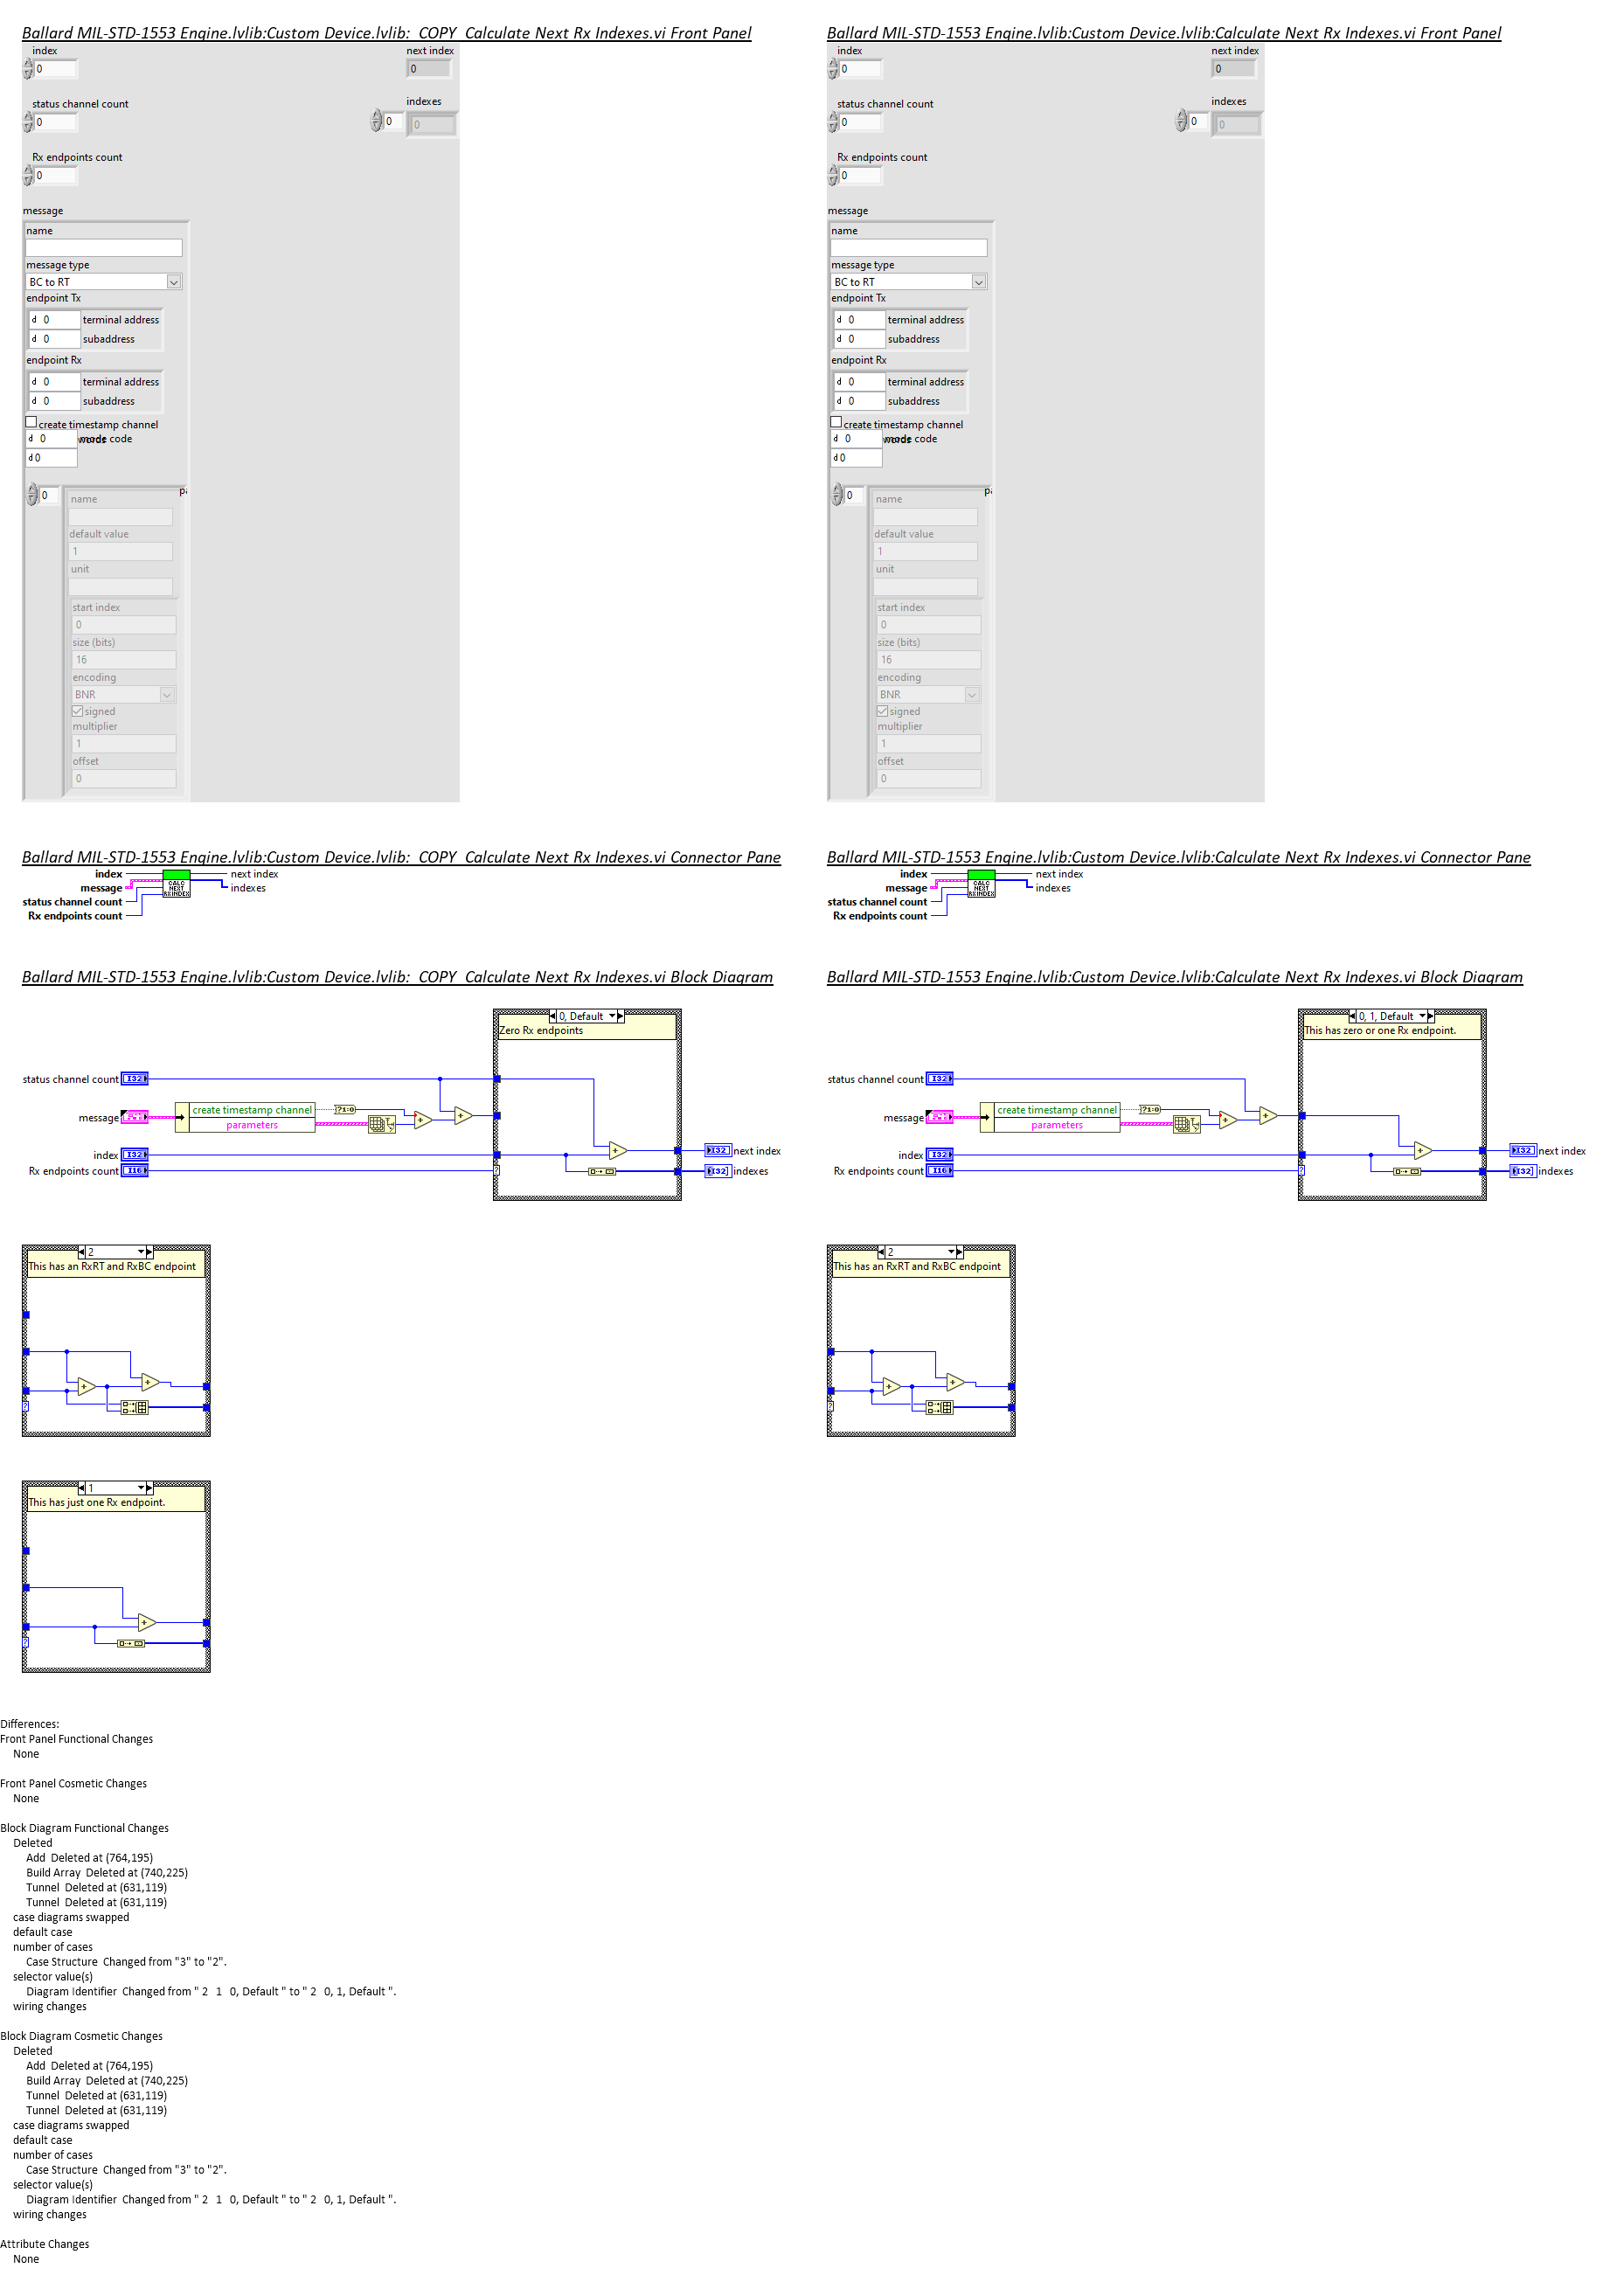 Ballard MIL-STD-1553 Engine.lvlib:Custom Device.lvlib:_COPY_Calculate Next Rx Indexes.vi Front Panel
index
next index
0
0
status channel count
indexes
0
0
0
Rx endpoints count
0
message
name
message type
BC to RT
endpoint Tx
d 0 terminal address
d 0 subaddress
endpoint Rx
d 0 terminal address
d 0 subaddress
create timestamp channel
d 0 mode code
d 0
0
name
default value
1
unit
start index
0
size (bits)
16
encoding
BNR
signed
multiplier
1
offset
0
Ballard MIL-STD-1553 Engine.lvlib:Custom Device.lvlib:Calculate Next Rx Indexes.vi Front Panel
index
next index
0
0
status channel count
indexes
0
0
0
Rx endpoints count
0
message
name
message type
BC to RT
endpoint Tx
d 0 terminal address
d 0 subaddress
endpoint Rx
d 0 terminal address
d 0 subaddress
create timestamp channel
d 0 mode code
d 0
0
name
default value
1
unit
start index
0
size (bits)
16
encoding
BNR
signed
multiplier
1
offset
0
Ballard MIL-STD-1553 Engine.lvlib:Custom Device.lvlib:_COPY_Calculate Next Rx Indexes.vi Connector Pane
index
next index
message
indexes
status channel count
Rx endpoints count
CALC
NEXT
RX INDEX
Ballard MIL-STD-1553 Engine.lvlib:Custom Device.lvlib:Calculate Next Rx Indexes.vi Connector Pane
index
next index
message
indexes
status channel count
Rx endpoints count
CALC
NEXT
RX INDEX
Ballard MIL-STD-1553 Engine.lvlib:Custom Device.lvlib:_COPY_Calculate Next Rx Indexes.vi Block Diagram
0, Default
Zero Rx endpoints
status channel count I32
message
create timestamp channel
?1:0
parameters
index I32
Rx endpoints count I16
?
I32 next index
I32 indexes
2
This has an RxRT and RxBC endpoint
?
1
This has just one Rx endpoint.
?
Ballard MIL-STD-1553 Engine.lvlib:Custom Device.lvlib:Calculate Next Rx Indexes.vi Block Diagram
0, 1, Default
This has zero or one Rx endpoint.
status channel count I32
message
create timestamp channel
?1:0
parameters
index I32
Rx endpoints count I16
?
I32 next index
I32 indexes
2
This has an RxRT and RxBC endpoint
?
Differences:
Front Panel Functional Changes
None
Front Panel Cosmetic Changes
None
Block Diagram Functional Changes
Deleted
Add  Deleted at (764,195)
Build Array  Deleted at (740,225)
Tunnel  Deleted at (631,119)
Tunnel  Deleted at (631,119)
case diagrams swapped
default case
number of cases
Case Structure  Changed from "3" to "2".
selector value(s)
Diagram Identifier  Changed from " 2  1  0, Default " to " 2  0, 1, Default ".
wiring changes
Block Diagram Cosmetic Changes
Deleted
Add  Deleted at (764,195)
Build Array  Deleted at (740,225)
Tunnel  Deleted at (631,119)
Tunnel  Deleted at (631,119)
case diagrams swapped
default case
number of cases
Case Structure  Changed from "3" to "2".
selector value(s)
Diagram Identifier  Changed from " 2  1  0, Default " to " 2  0, 1, Default ".
wiring changes
Attribute Changes
None